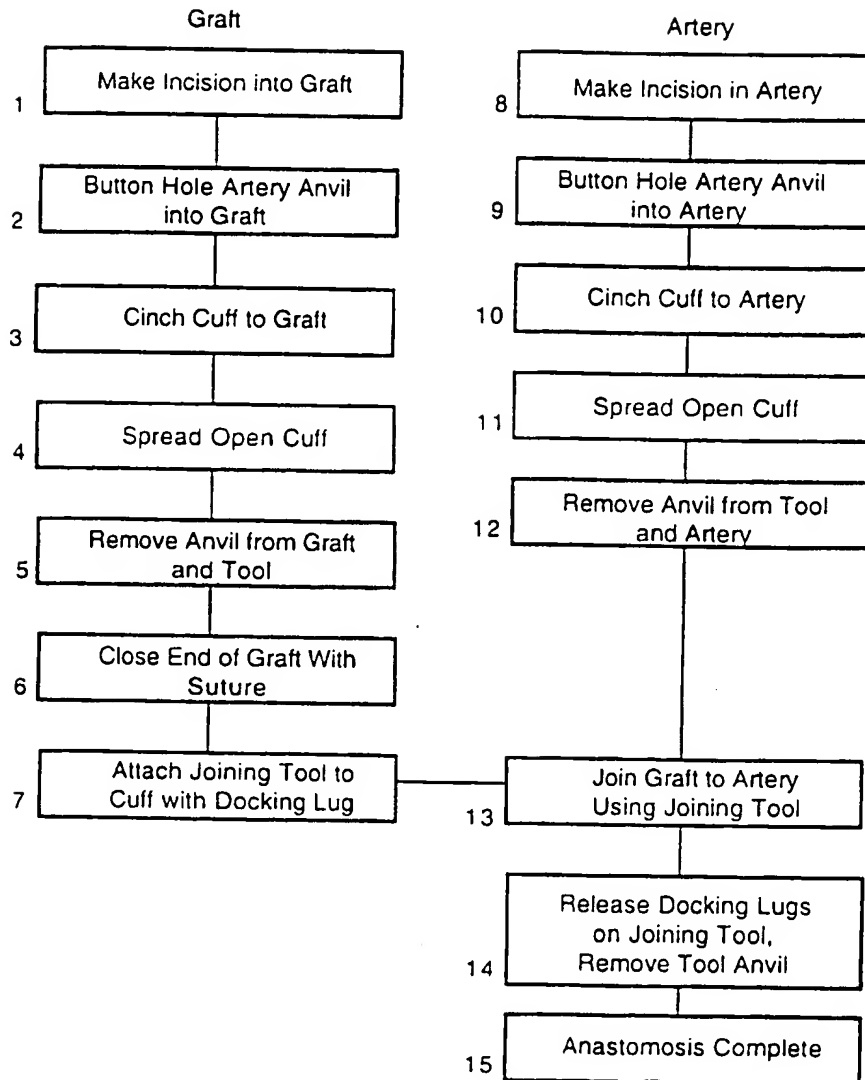 Graft
1
Make Incision into Graft
2
Button Hole Artery Anvil
into Graft
3
Cinch Cuff to Graft
4
Spread Open Cuff
5
Remove Anvil from Graft
and Tool
6
Close End of Graft With
Suture
7
Attach Joining Tool to
Cuff with Docking Lug
Artery
8
Make Incision in Artery
9
Button Hole Artery Anvil
into Artery
10
Cinch Cuff to Artery
11
Spread Open Cuff
12
Remove Anvil from Tool
and Artery
13
Join Graft to Artery
Using Joining Tool
14
Release Docking Lugs
on Joining Tool,
Remove Tool Anvil
15
Anastomosis Complete